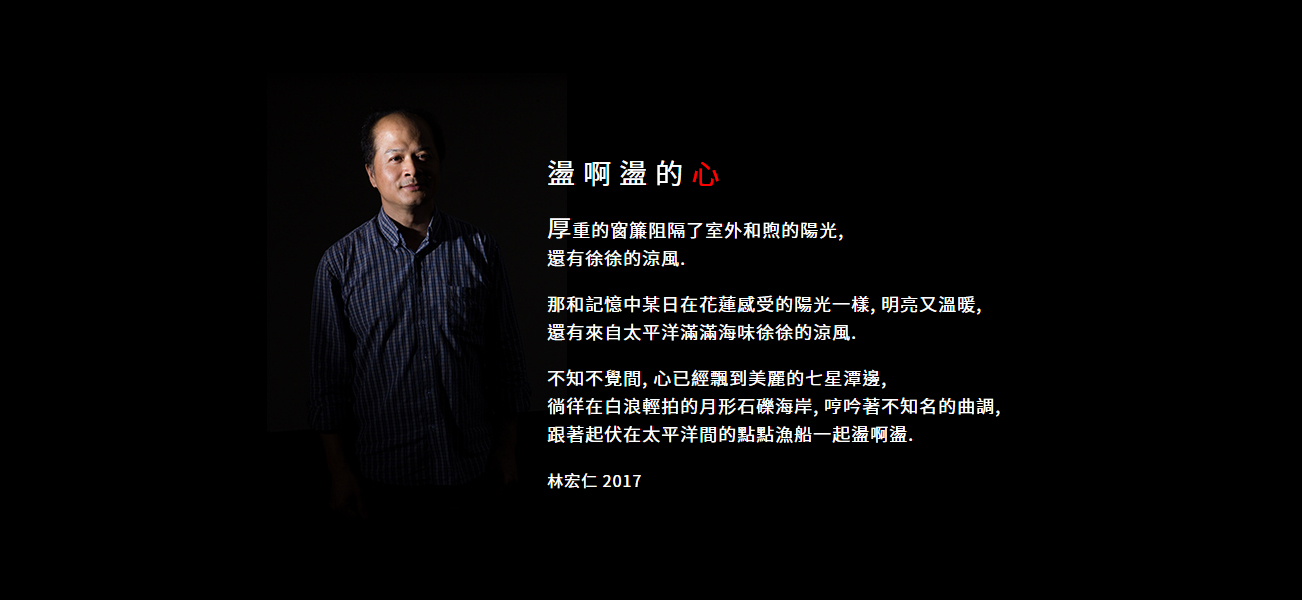 盪啊盪的心
厚重的窗簾阻隔了室外和煦的陽光,
還有徐徐的涼風.
那和記憶中某日在花蓮感受的陽光一樣, 明亮又溫暖,
還有來自太平洋滿滿海味徐徐的涼風.
不知不覺間, 心已經飄到美麗的七星潭邊,
徜徉在白浪輕拍的月形石礫海岸, 哼吟著不知名的曲調,
跟著起伏在太平洋間的點點漁船一起盪啊盪.
林宏仁 2017